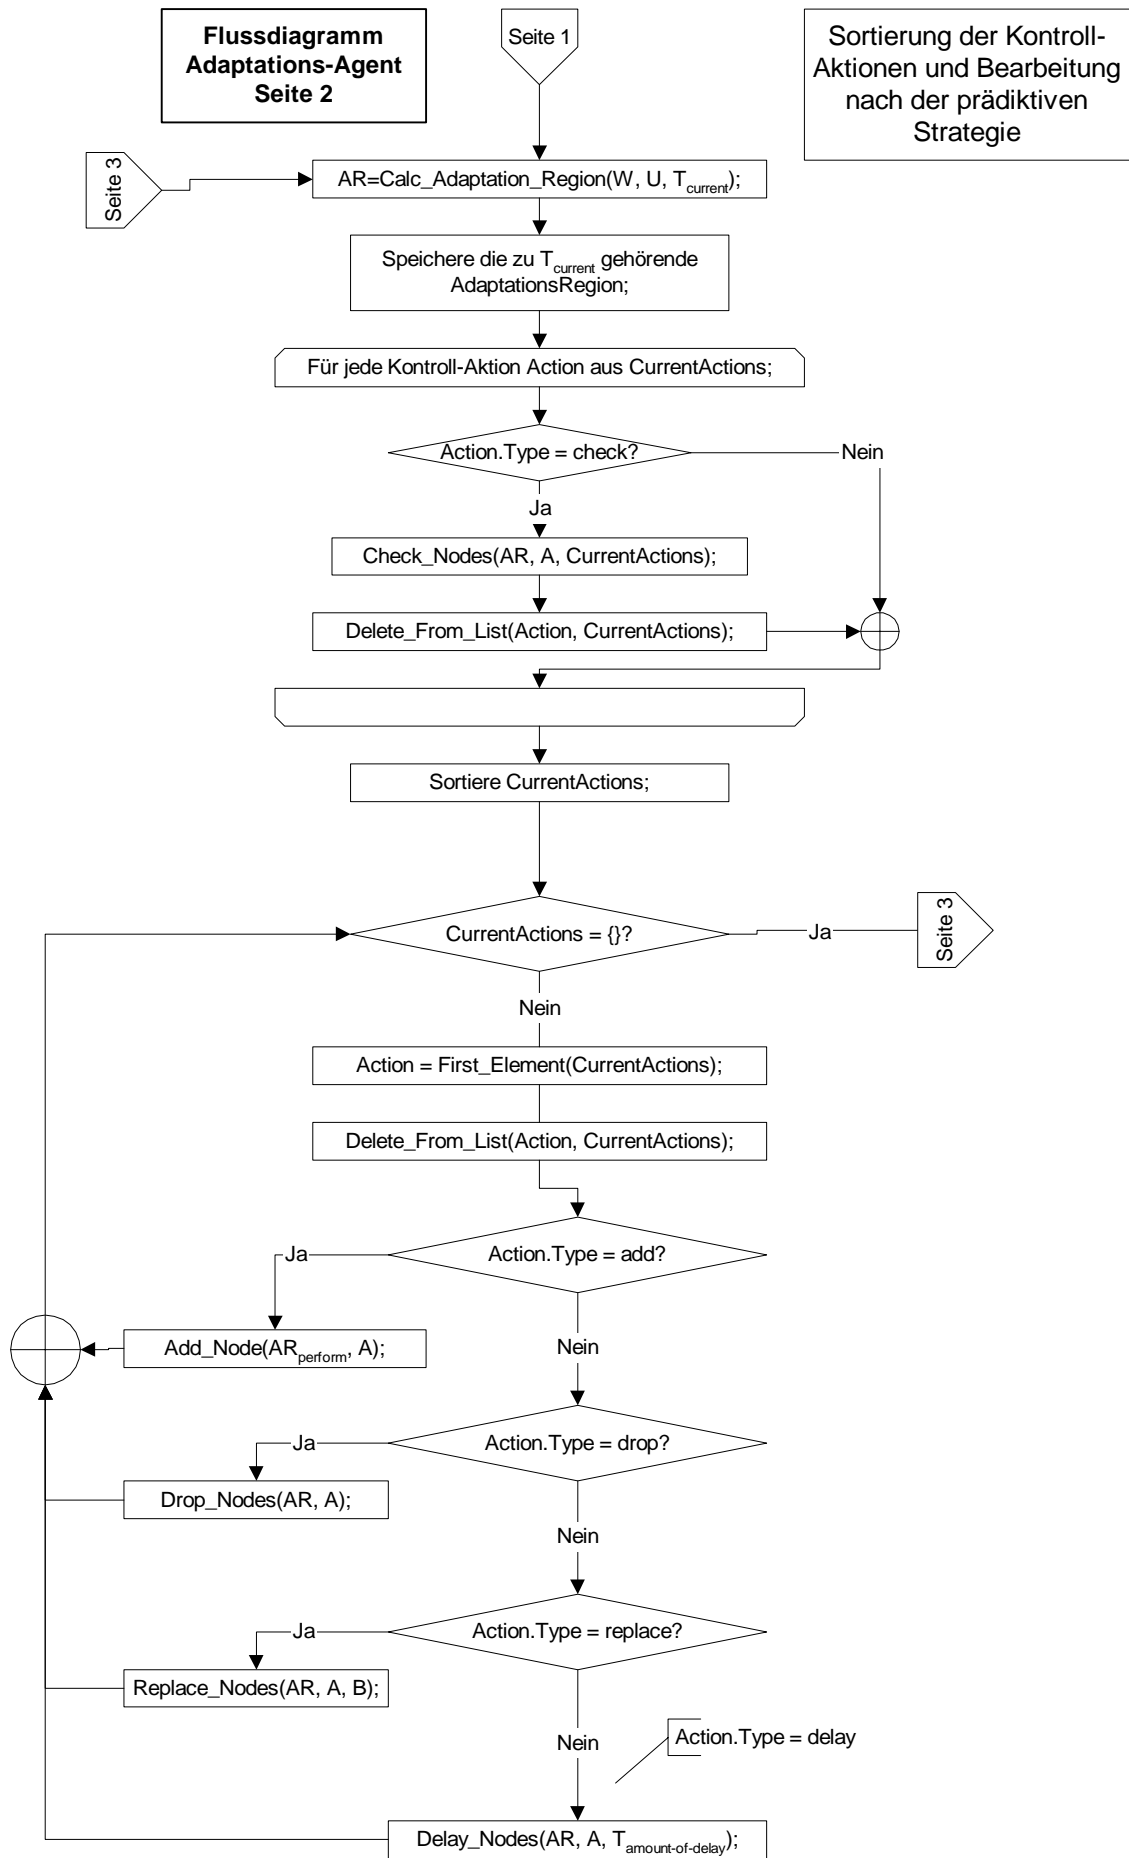 Flussdiagramm
Adaptations-Agent
Seite 2
Seite 1
Sortierung der Kontroll-
Aktionen und Bearbeitung
nach der prädiktiven
Strategie
Seite 3
AR=Calc_Adaptation_Region(W, U, T_current);
Speichere die zu T_current gehörende
AdaptationsRegion;
Für jede Kontroll-Aktion Action aus CurrentActions;
Action.Type = check?
Nein
Ja
Check_Nodes(AR, A, CurrentActions);
Delete_From_List(Action, CurrentActions);
Sortiere CurrentActions;
CurrentActions = {}?
Ja
Seite 3
Nein
Action = First_Element(CurrentActions);
Delete_From_List(Action, CurrentActions);
Action.Type = add?
Ja
Add_Node(AR_perform, A);
Nein
Action.Type = drop?
Ja
Drop_Nodes(AR, A);
Nein
Action.Type = replace?
Ja
Replace_Nodes(AR, A, B);
Nein
Action.Type = delay
Delay_Nodes(AR, A, T_amount-of-delay);